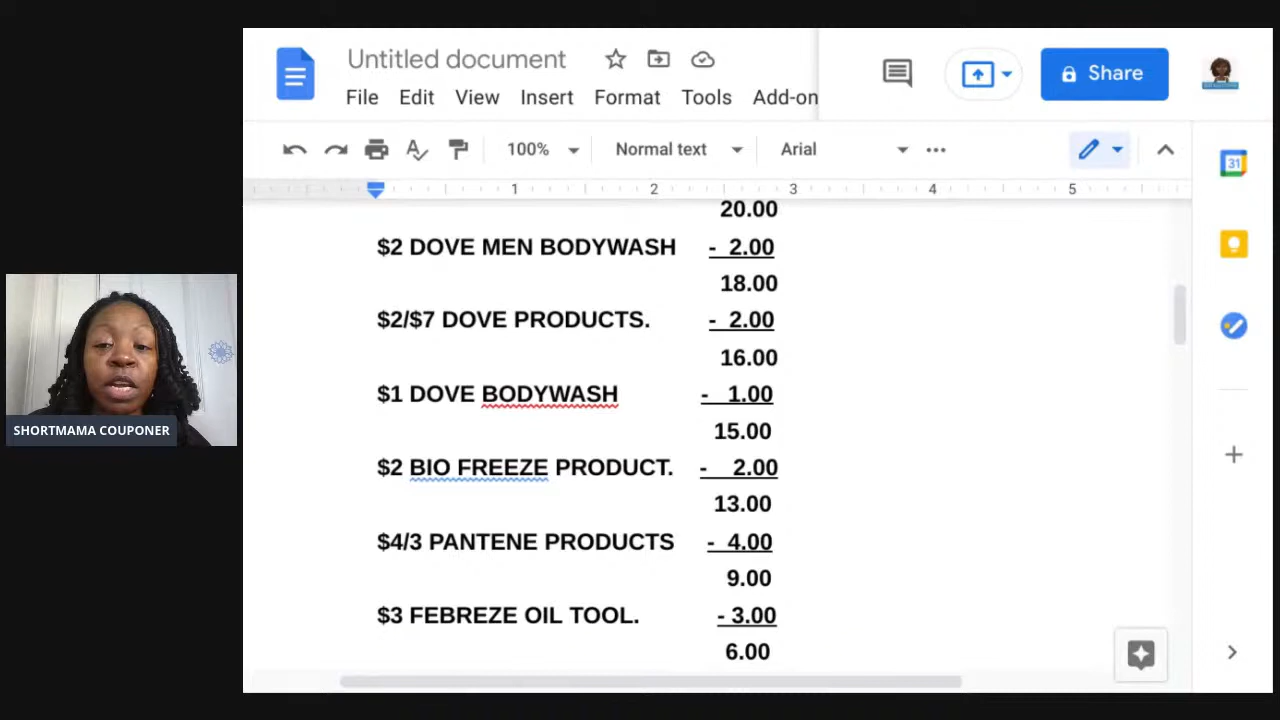 Untitled document
File Edit View Insert Format Tools Add-on
Share
100% Normal text Arial
31
1 2 3 4 5
20.00
$2 DOVE MEN BODYWASH - 2.00
18.00
$2/$7 DOVE PRODUCTS. - 2.00
16.00
$1 DOVE BODYWASH - 1.00
15.00
$2 BIO FREEZE PRODUCT. - 2.00
13.00
$4/3 PANTENE PRODUCTS - 4.00
9.00
$3 FEBREZE OIL TOOL. - 3.00
6.00
SHORTMAMA COUPONER